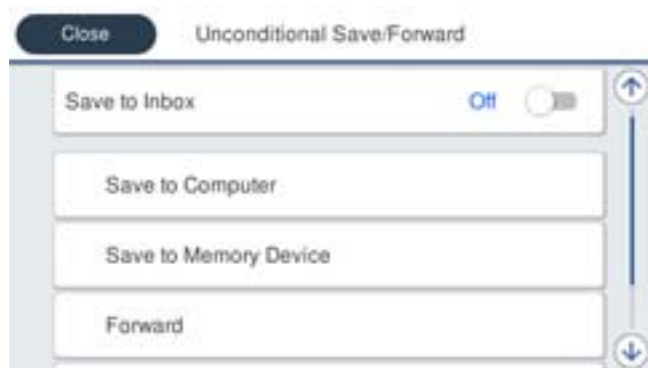 Close
Unconditional Save/Forward
Save to Inbox
Off
Save to Computer
Save to Memory Device
Forward